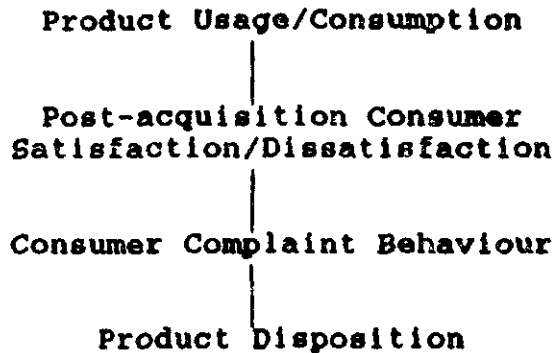 Product Usage/Consumption
Post-acquisition Consumer
Satisfaction/Dissatisfaction
Consumer Complaint Behaviour
Product Disposition